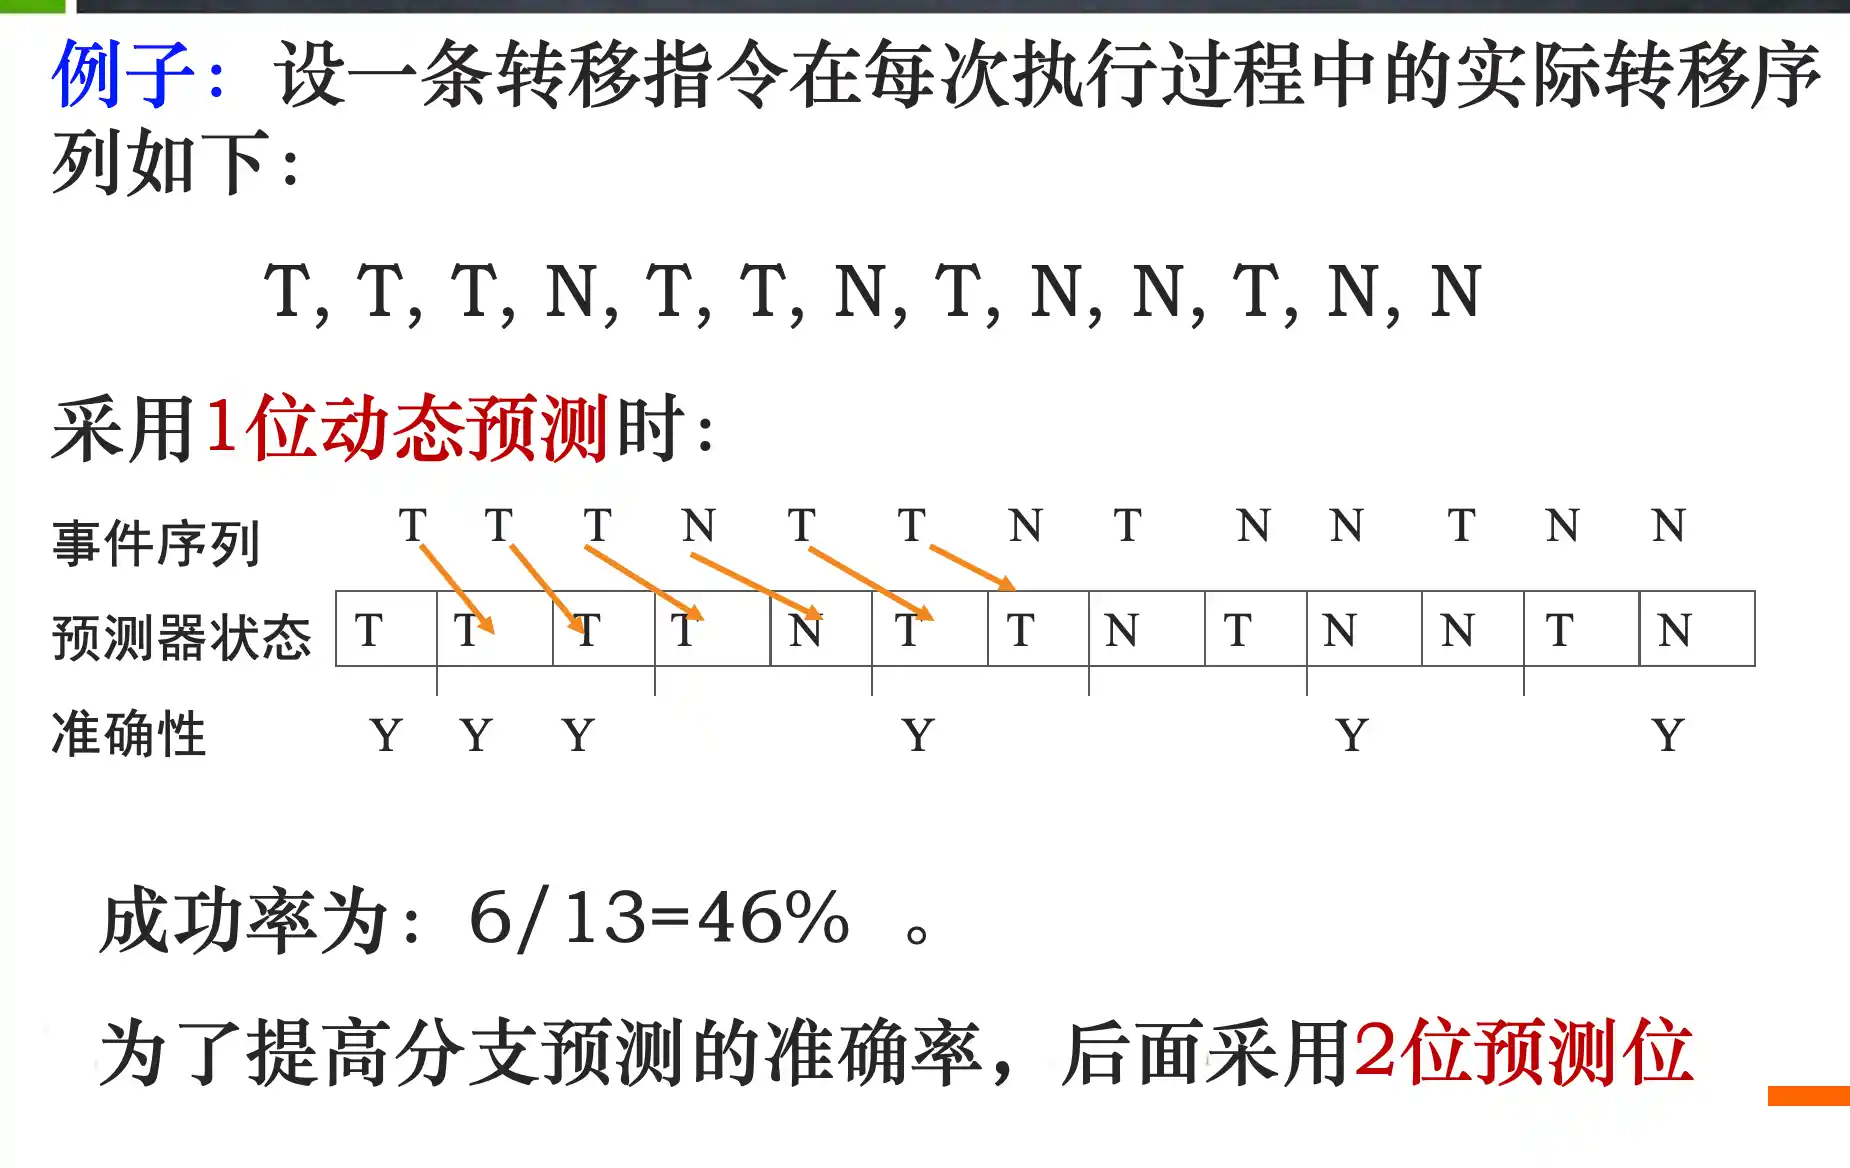 例子：设一条转移指令在每次执行过程中的实际转移序
列如下：
T, T, T, N, T, T, N, T, N, N, T, N, N
采用1位动态预测时：
事件序列 T T T N T T N T N N T N N
预测器状态 T T T T N T T N T N N T N
准确性 Y Y Y Y Y Y
成功率为：6/13=46% 。
为了提高分支预测的准确率，后面采用2位预测位